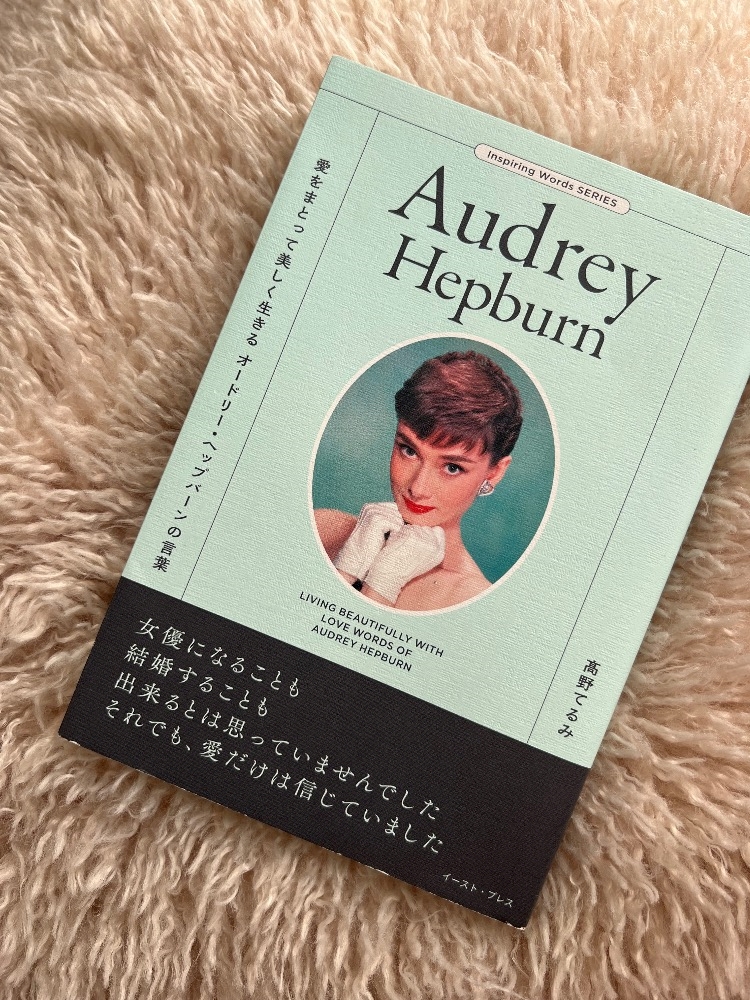 Inspiring Words SERIES
Audrey
Hepburn
愛をまとって美しく生きる オードリー・ヘップバーンの言葉
LIVING BEAUTIFULLY WITH
LOVE WORDS OF
AUDREY HEPBURN
髙野てるみ
女優になることも
結婚することも
出来るとは思っていませんでした
それでも、愛だけは信じていました
イースト・プレス